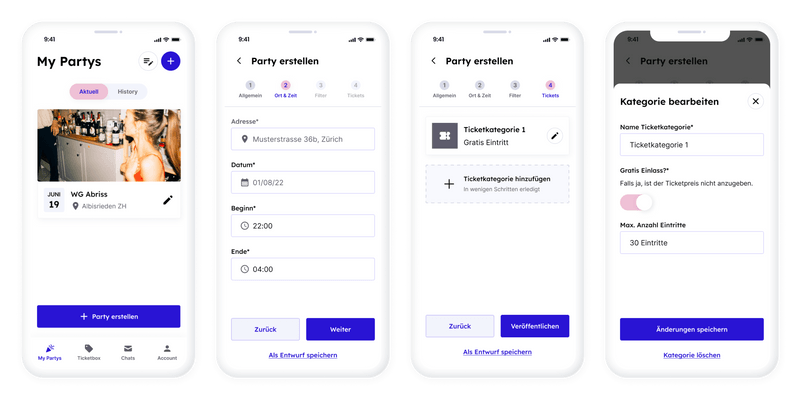 9:41
My Partys
Aktuell
History
JUNI
19
WG Abriss
Albisrieden ZH
Party erstellen
My Partys
Ticketbox
Chats
Account
9:41
Party erstellen
1
2
3
4
Allgemein
Ort & Zeit
Filter
Tickets
Adresse*
Musterstrasse 36b, Zürich
Datum*
01/08/22
Beginn*
22:00
Ende*
04:00
Zurück
Weiter
Als Entwurf speichern
9:41
Party erstellen
1
2
3
4
Allgemein
Ort & Zeit
Filter
Tickets
Ticketkategorie 1
Gratis Eintritt
Ticketkategorie hinzufügen
in wenigen Schritten erledigt
Zurück
Veröffentlichen
Als Entwurf speichern
9:41
Party erstellen
Kategorie bearbeiten
Name Ticketkategorie*
Ticketkategorie 1
Gratis Einlass?*
Falls ja, ist der Ticketpreis nicht anzugeben.
Max. Anzahl Eintritte
30 Eintritte
Änderungen speichern
Kategorie löschen